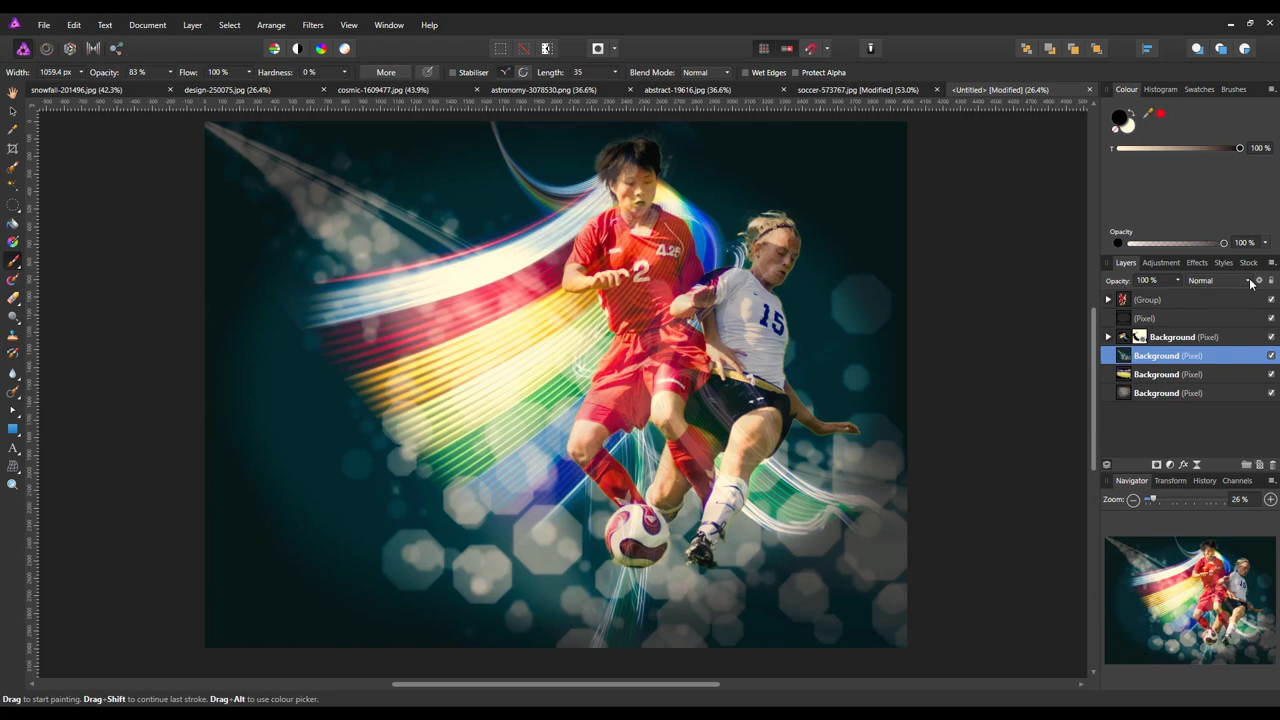 File Edit Text Document Layer Select Arrange Filters View Window Help
Width: 1059.4 px Opacity: 83 % Flow: 100 % Hardness: 0 % More Stabiliser Length: 35 Blend Mode: Normal Wet Edges Protect Alpha
snowfall-201496.jpg (42.3%) design-250075.jpg (26.4%) cosmic-1609477.jpg (43.9%) astronomy-3078530.png (36.6%) abstract-19616.jpg (36.6%) soccer-573767.jpg [Modified] (53.0%) <Untitled> [Modified] (26.4%)
Colour Histogram Swatches Brushes
T 100 %
Opacity
100 %
Layers Adjustment Effects Styles Stock
Opacity: 100 % Normal
(Group)
(Pixel)
Background (Pixel)
Background (Pixel)
Background (Pixel)
Background (Pixel)
Navigator Transform History Channels
Zoom: 26 %
2
15
Drag to start painting. Drag+Shift to continue last stroke. Drag+Alt to use colour picker.